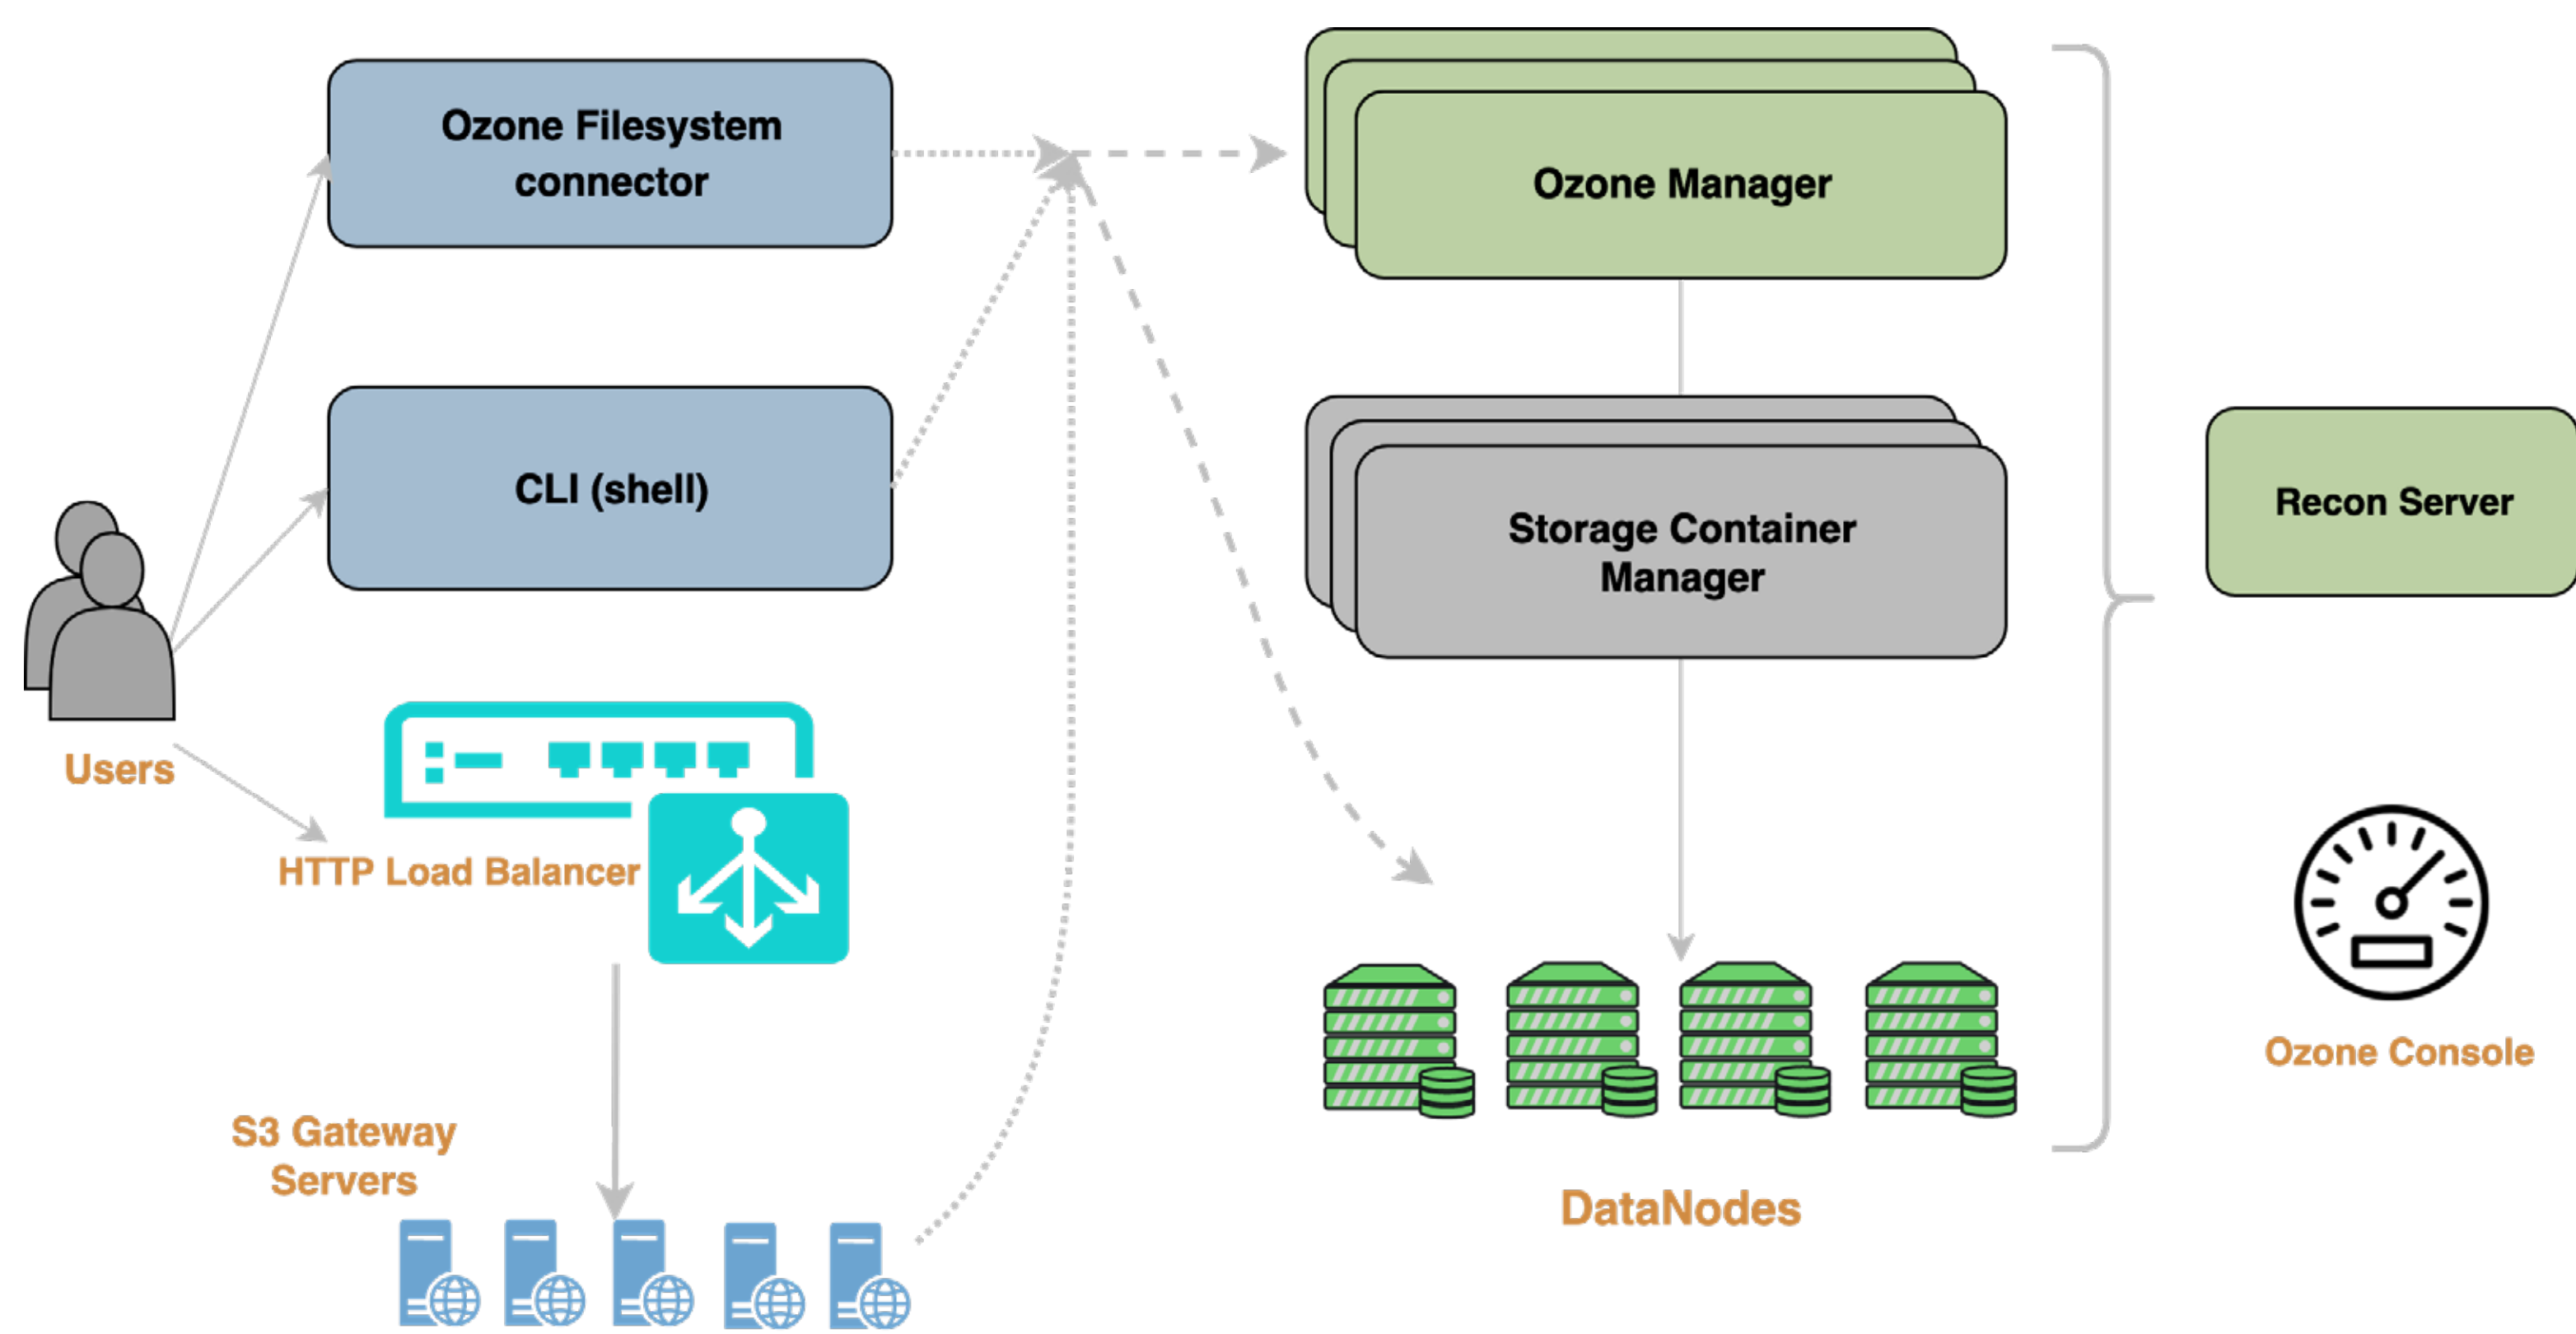 Ozone Filesystem
connector
Ozone Manager
CLI (shell)
Storage Container
Manager
Recon Server
Users
HTTP Load Balancer
Ozone Console
S3 Gateway
Servers
DataNodes